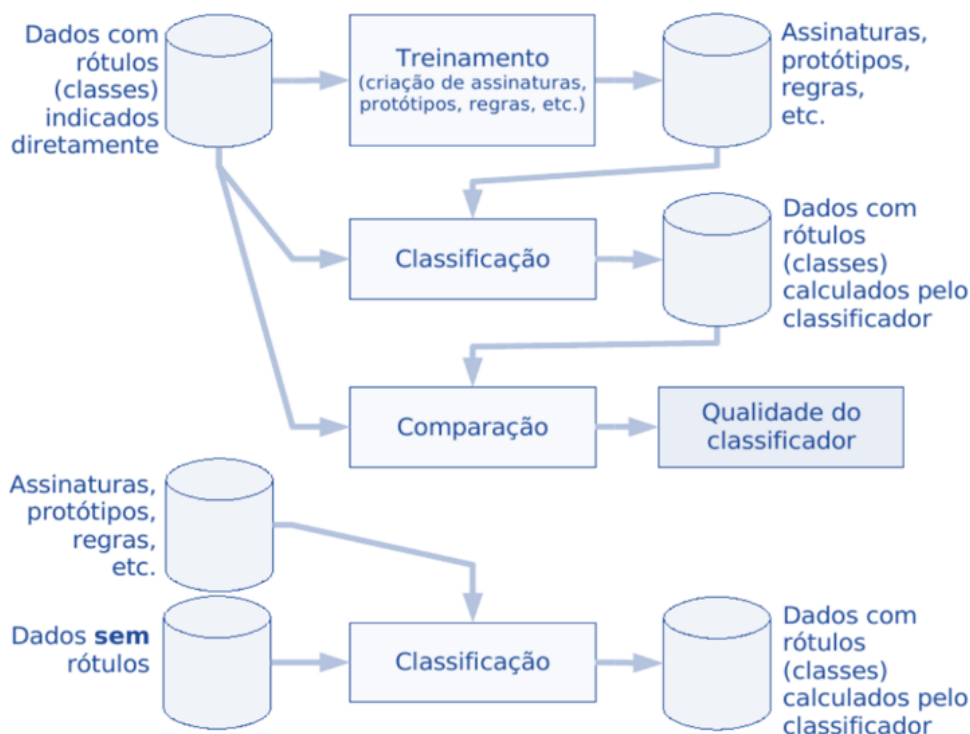 Dados com
rótulos
(classes)
indicados
diretamente
Treinamento
(criação de assinaturas,
protótipos, regras, etc.)
Assinaturas,
protótipos,
regras,
etc.
Classificação
Dados com
rótulos
(classes)
calculados pelo
classificador
Comparação
Qualidade do
classificador
Assinaturas,
protótipos,
regras,
etc.
Dados sem
rótulos
Classificação
Dados com
rótulos
(classes)
calculados pelo
classificador